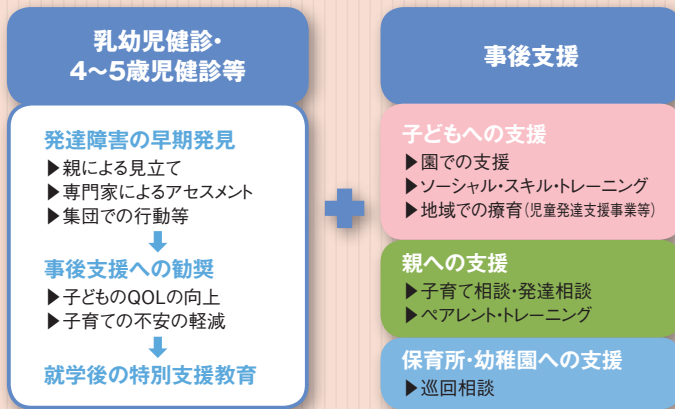 乳幼児健診・
4〜5歳児健診等
発達障害の早期発見
▶親による見立て
▶専門家によるアセスメント
▶集団での行動等
事後支援への勧奨
▶子どものQOLの向上
▶子育ての不安の軽減
就学後の特別支援教育
事後支援
子どもへの支援
▶園での支援
▶ソーシャル・スキル・トレーニング
▶地域での療育(児童発達支援事業等)
親への支援
▶子育て相談・発達相談
▶ペアレント・トレーニング
保育所・幼稚園への支援
▶巡回相談